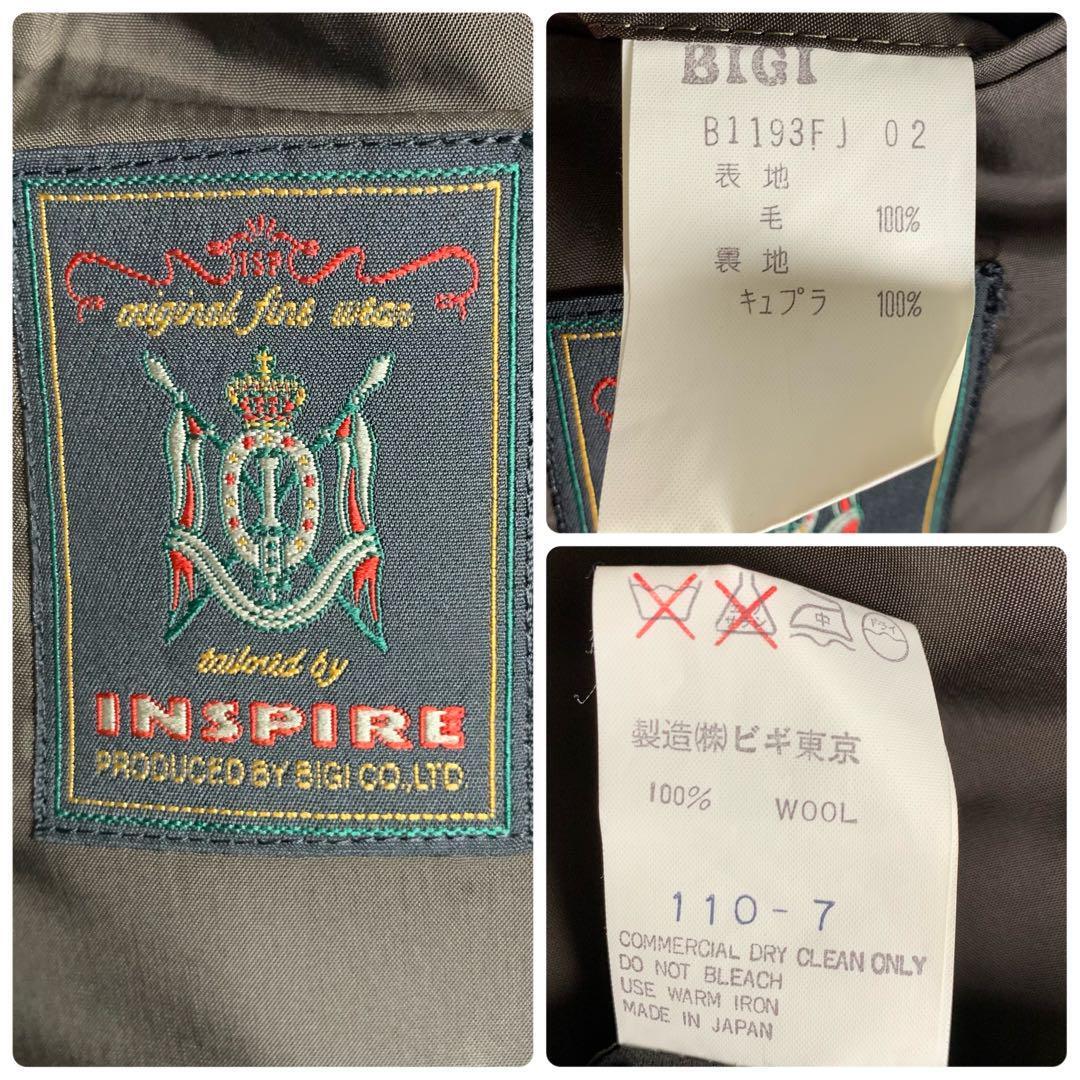 ISP
original fine wear
tailored by
INSPIRE
PRODUCED BY BIGI CO.,LTD.
BIGI
B1193FJ 02
表地
毛 100%
裏地
キュプラ 100%
中
ドライ
製造㈱ビギ東京
100% WOOL
110-7
COMMERCIAL DRY CLEAN ONLY
DO NOT BLEACH
USE WARM IRON
MADE IN JAPAN